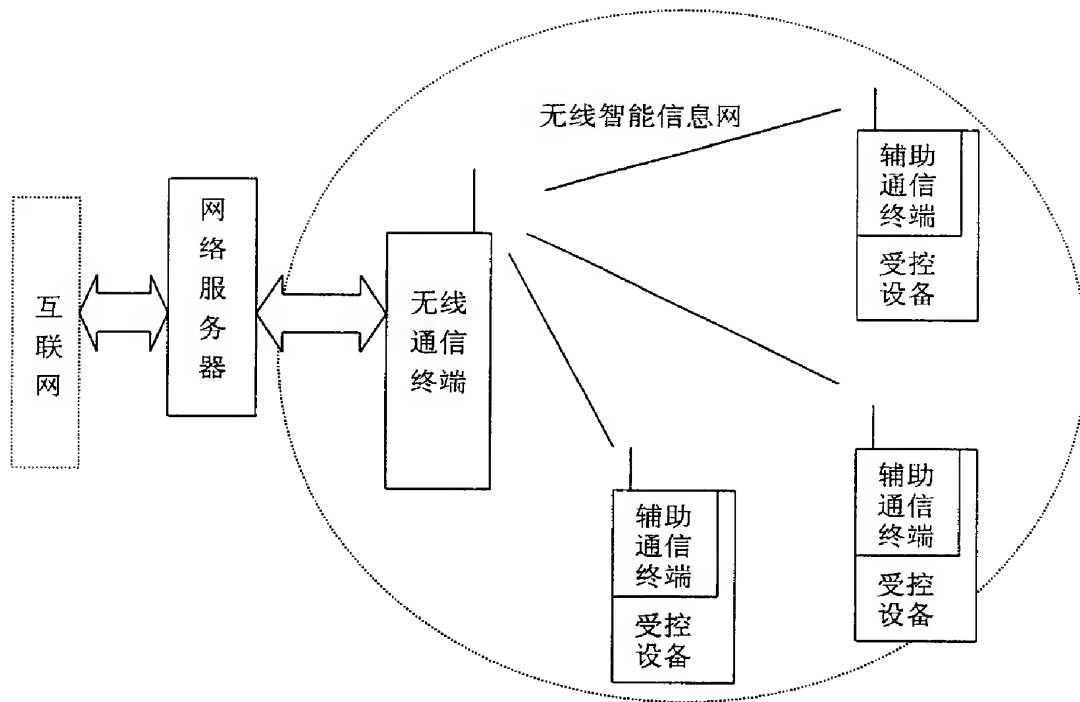 无线智能信息网
互
联
网
网
络
服
务
器
无线
通信
终端
辅助
通信
终端
受控
设备
辅助
通信
终端
受控
设备
辅助
通信
终端
受控
设备